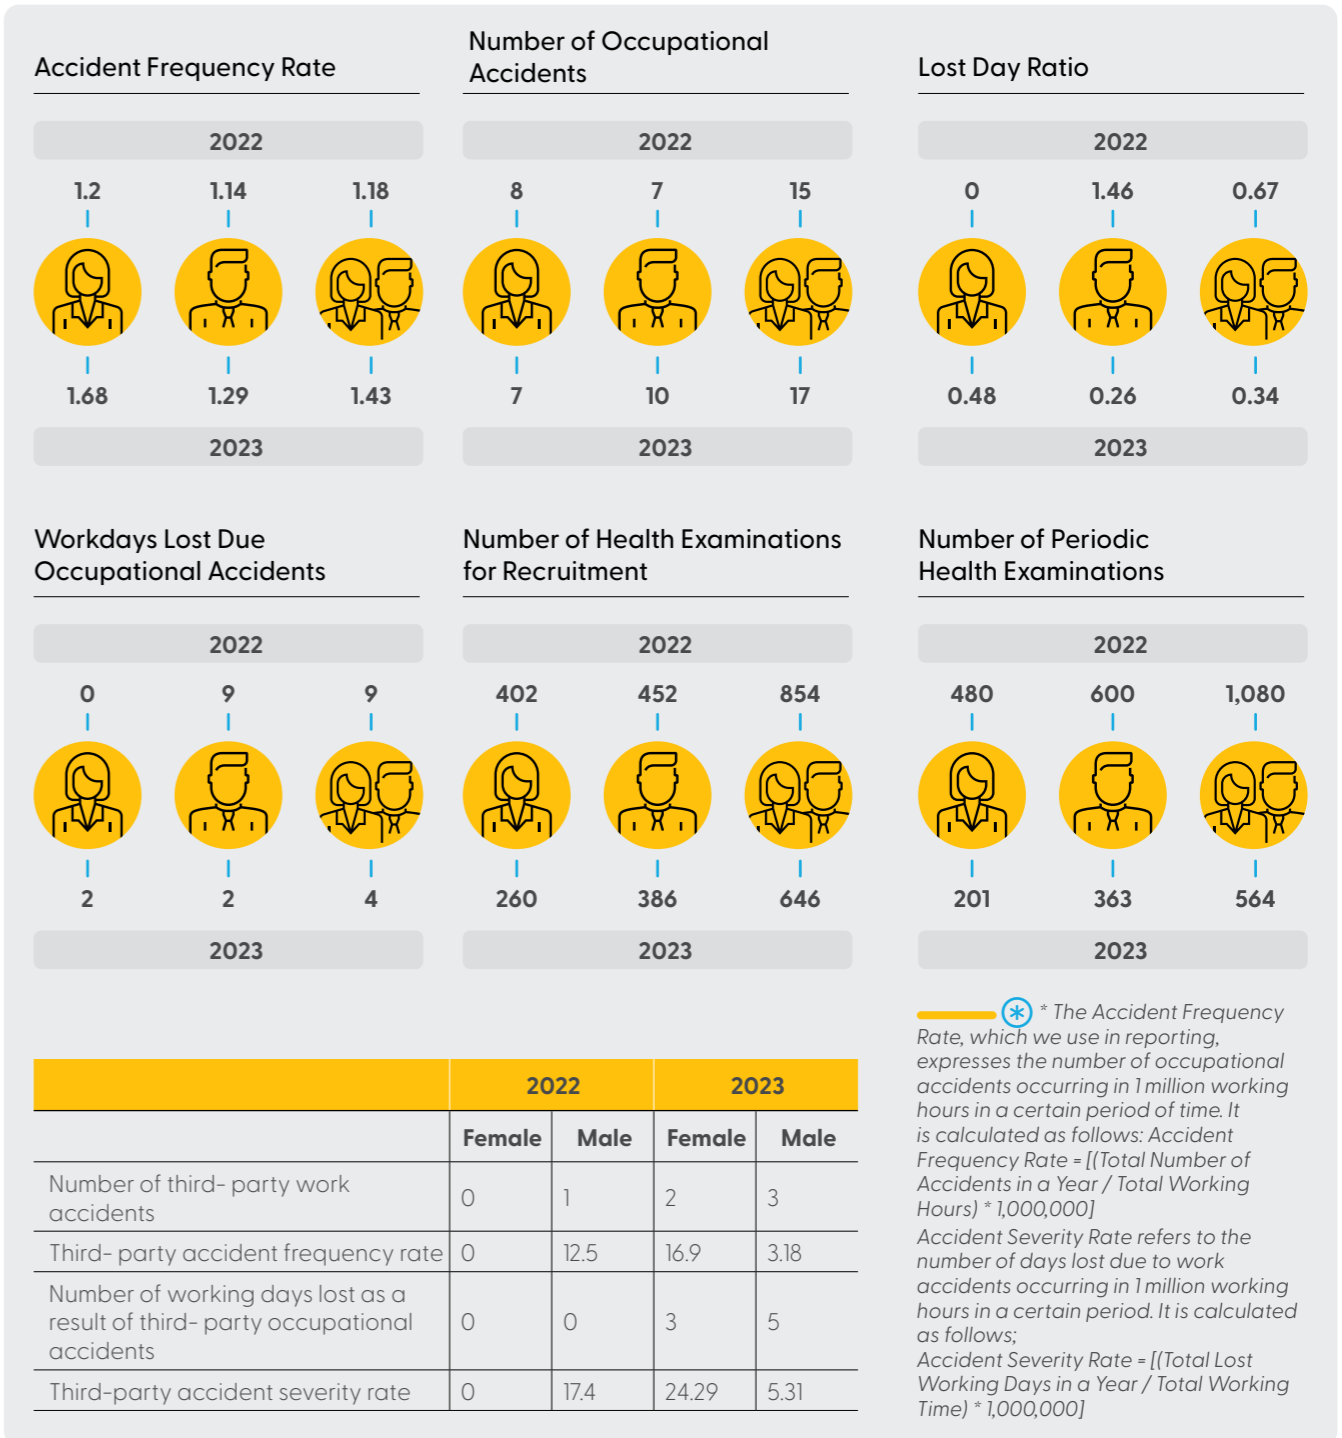 Accident Frequency Rate
2022
1.2 1.14 1.18
1.68 1.29 1.43
2023
Number of Occupational
Accidents
2022
8 7 15
7 10 17
2023
Lost Day Ratio
2022
0 1.46 0.67
0.48 0.26 0.34
2023
Workdays Lost Due
Occupational Accidents
2022
0 9 9
2 2 4
2023
Number of Health Examinations
for Recruitment
2022
402 452 854
260 386 646
2023
Number of Periodic
Health Examinations
2022
480 600 1,080
201 363 564
2023
2022 2023
Female Male Female Male
Number of third- party work
accidents
0 1 2 3
Third- party accident frequency rate 0 12.5 16.9 3.18
Number of working days lost as a
result of third- party occupational
accidents
0 0 3 5
Third-party accident severity rate 0 17.4 24.29 5.31
* * The Accident Frequency
Rate, which we use in reporting,
expresses the number of occupational
accidents occurring in 1 million working
hours in a certain period of time. It
is calculated as follows: Accident
Frequency Rate = [(Total Number of
Accidents in a Year / Total Working
Hours) * 1,000,000]
Accident Severity Rate refers to the
number of days lost due to work
accidents occurring in 1 million working
hours in a certain period. It is calculated
as follows;
Accident Severity Rate = [(Total Lost
Working Days in a Year / Total Working
Time) * 1,000,000]